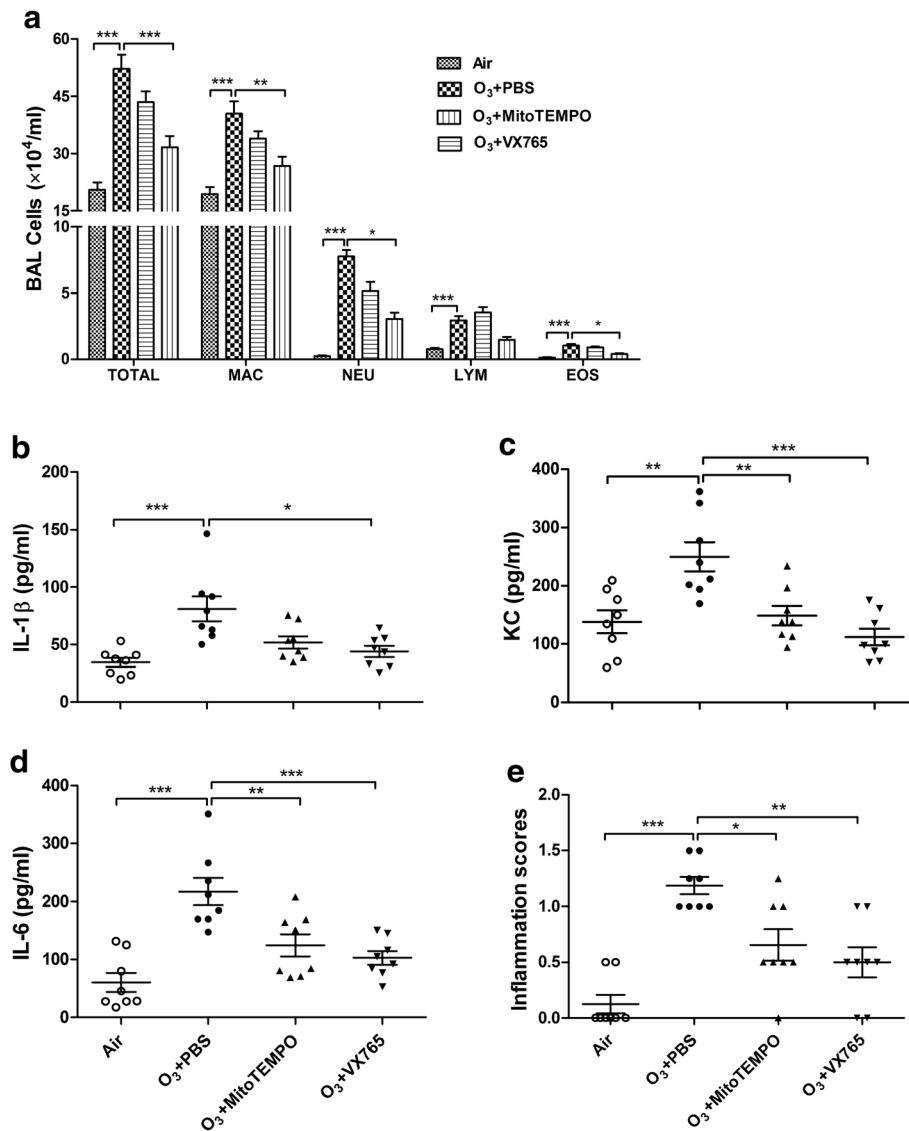 a
60
45
30
15
10
5
0
BAL Cells (×10⁴/ml)
*** ***
*** **
*** *
***
*** *
Air
O₃+PBS
O₃+MitoTEMPO
O₃+VX765
TOTAL MAC NEU LYM EOS
b
200
150
100
50
0
IL-1β (pg/ml)
*** *
c
400
300
200
100
0
KC (pg/ml)
***
** **
d
400
300
200
100
0
IL-6 (pg/ml)
***
*** **
Air
O₃+PBS
O₃+MitoTEMPO
O₃+VX765
e
2.0
1.5
1.0
0.5
0.0
Inflammation scores
**
*** *
Air
O₃+PBS
O₃+MitoTEMPO
O₃+VX765